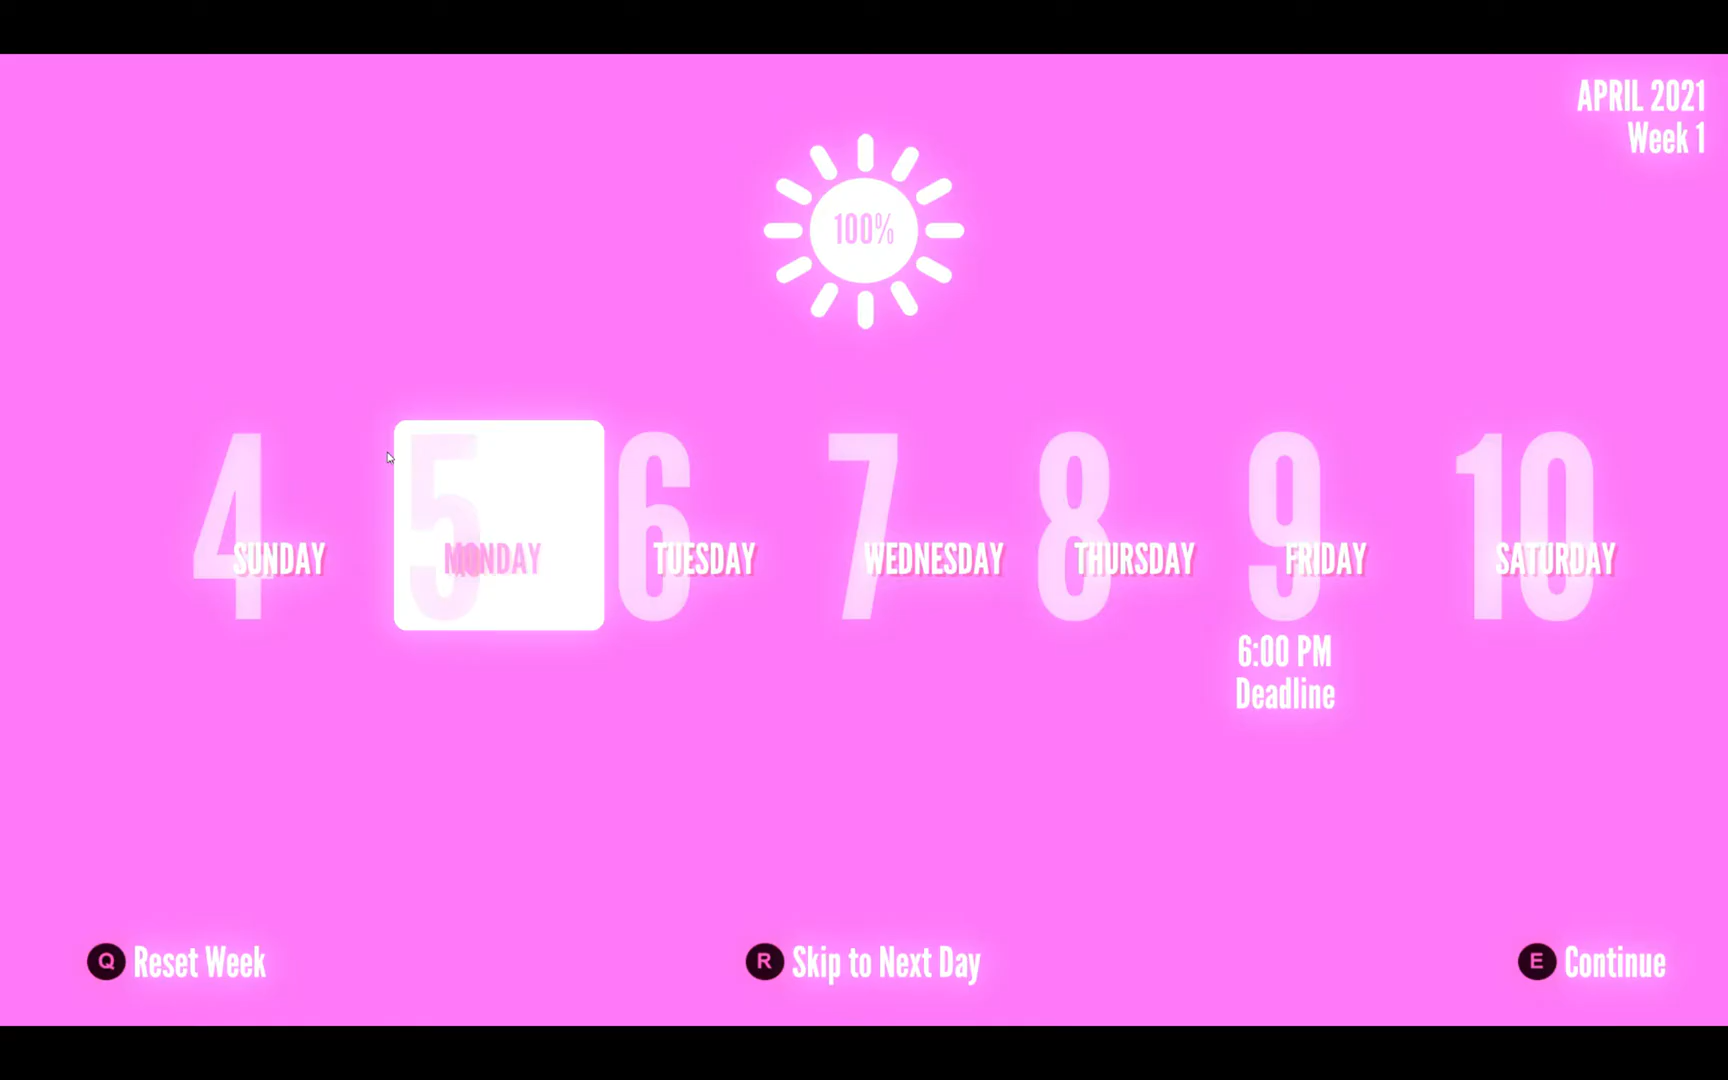 APRIL 2021
Week 1
100%
4 SUNDAY
5 MONDAY
6 TUESDAY
7 WEDNESDAY
8 THURSDAY
9 FRIDAY
10 SATURDAY
6:00 PM
Deadline
Q Reset Week
R Skip to Next Day
E Continue